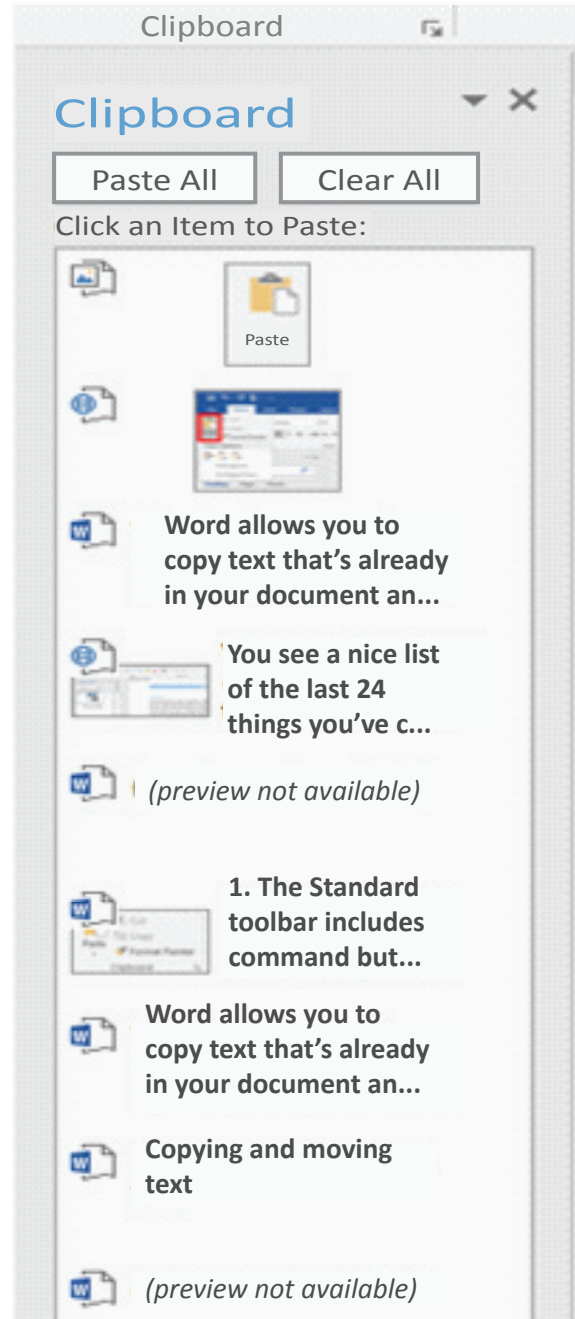 Clipboard
Clipboard
Paste All Clear All
Click an Item to Paste:
Paste
Word allows you to
copy text that’s already
in your document an...
You see a nice list
of the last 24
things you’ve c...
(preview not available)
1. The Standard
toolbar includes
command but...
Format Painter
Clipboard
Word allows you to
copy text that’s already
in your document an...
Copying and moving
text
(preview not available)